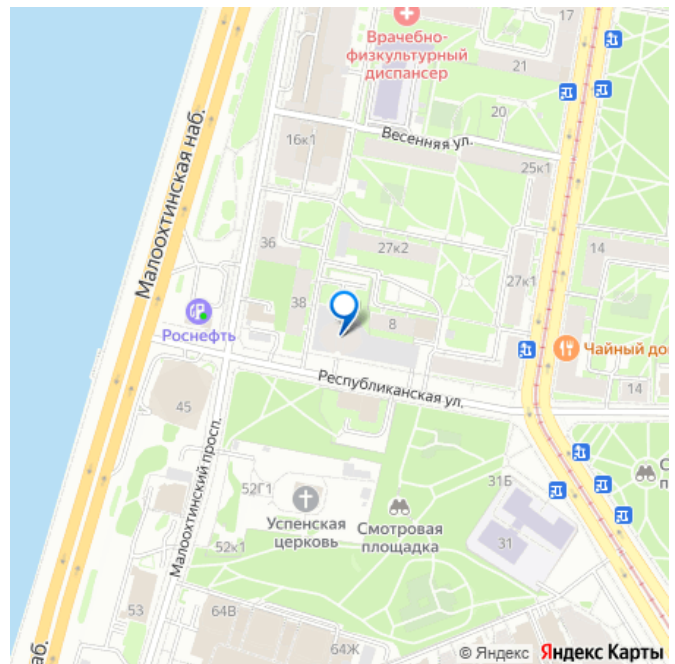 17
Врачебно-
физкультурный
диспансер
21
20
Весенняя ул.
16к1
25к1
Малоохтинская наб.
36
27к2
14
27к1
38
8
Роснефть
Чайный до
Республиканская ул.
14
45
Малоохтинский просп.
52Г1
31Б
С
п
Успенская
церковь
Смотровая
площадка
31
52к1
53
64В
64Ж
наб.
© Яндекс Яндекс Карты